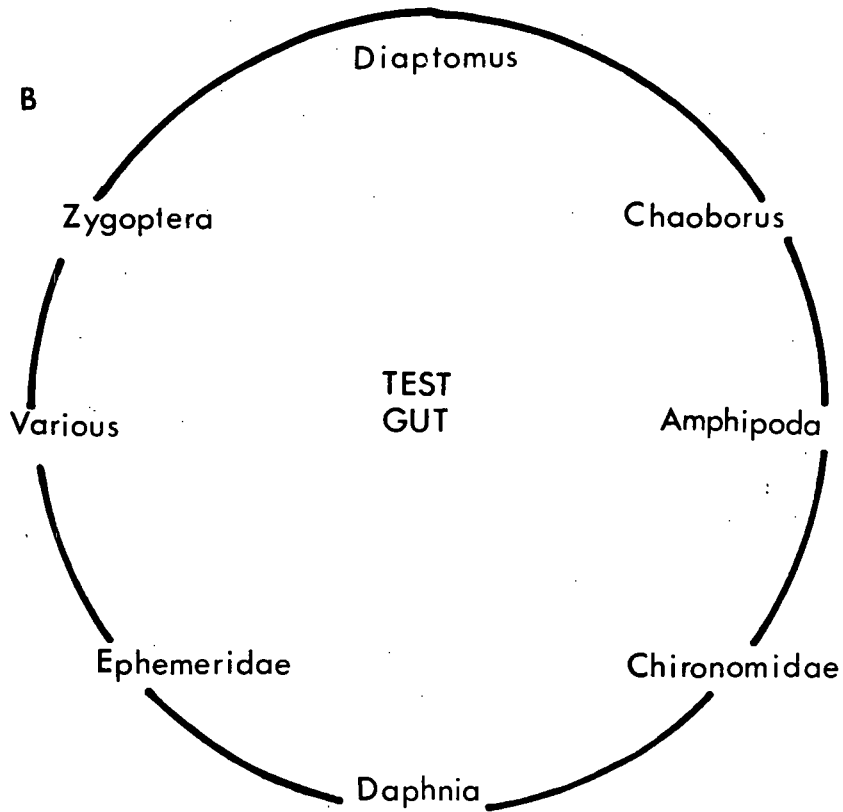 Diaptomus
B
Zygoptera
Chaoborus
TEST
GUT
Various
Amphipoda
Ephemeridae
Chironomidae
Daphnia